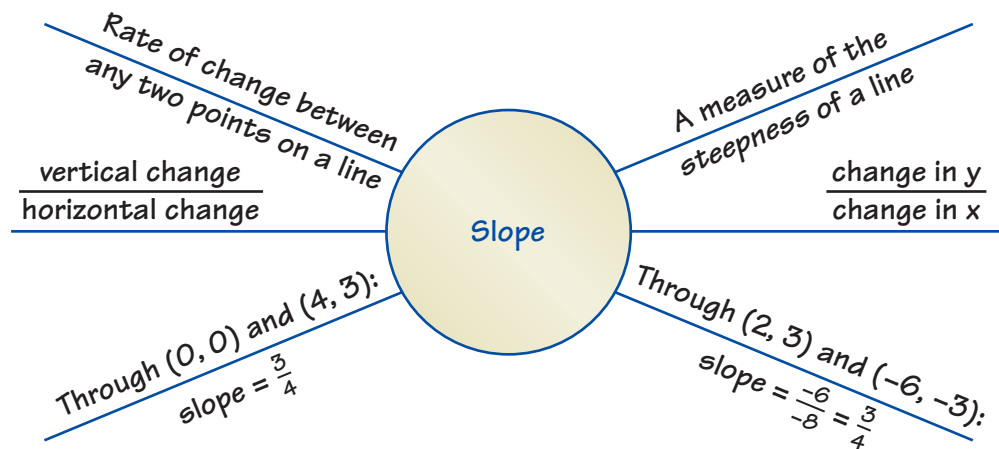 Rate of change between
any two points on a line
A measure of the
steepness of a line
vertical change
horizontal change
Slope
change in y
change in x
Through (0, 0) and (4, 3):
slope = 3/4
Through (2, 3) and (−6, −3):
slope = −6/−8 = 3/4